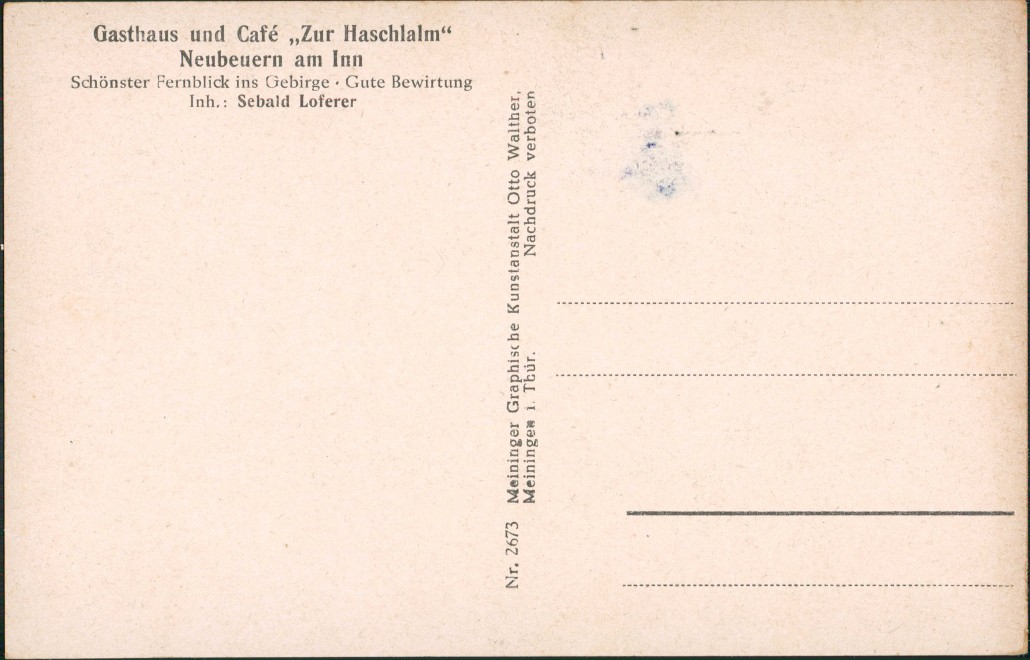 Gasthaus und Café „Zur Haschlalm“
Neubeuern am Inn
Schönster Fernblick ins Gebirge · Gute Bewirtung
Inh.: Sebald Loferer
Nr. 2673 Meininger Graphische Kunstanstalt Otto Walther,
Meiningen i. Thür. Nachdruck verboten